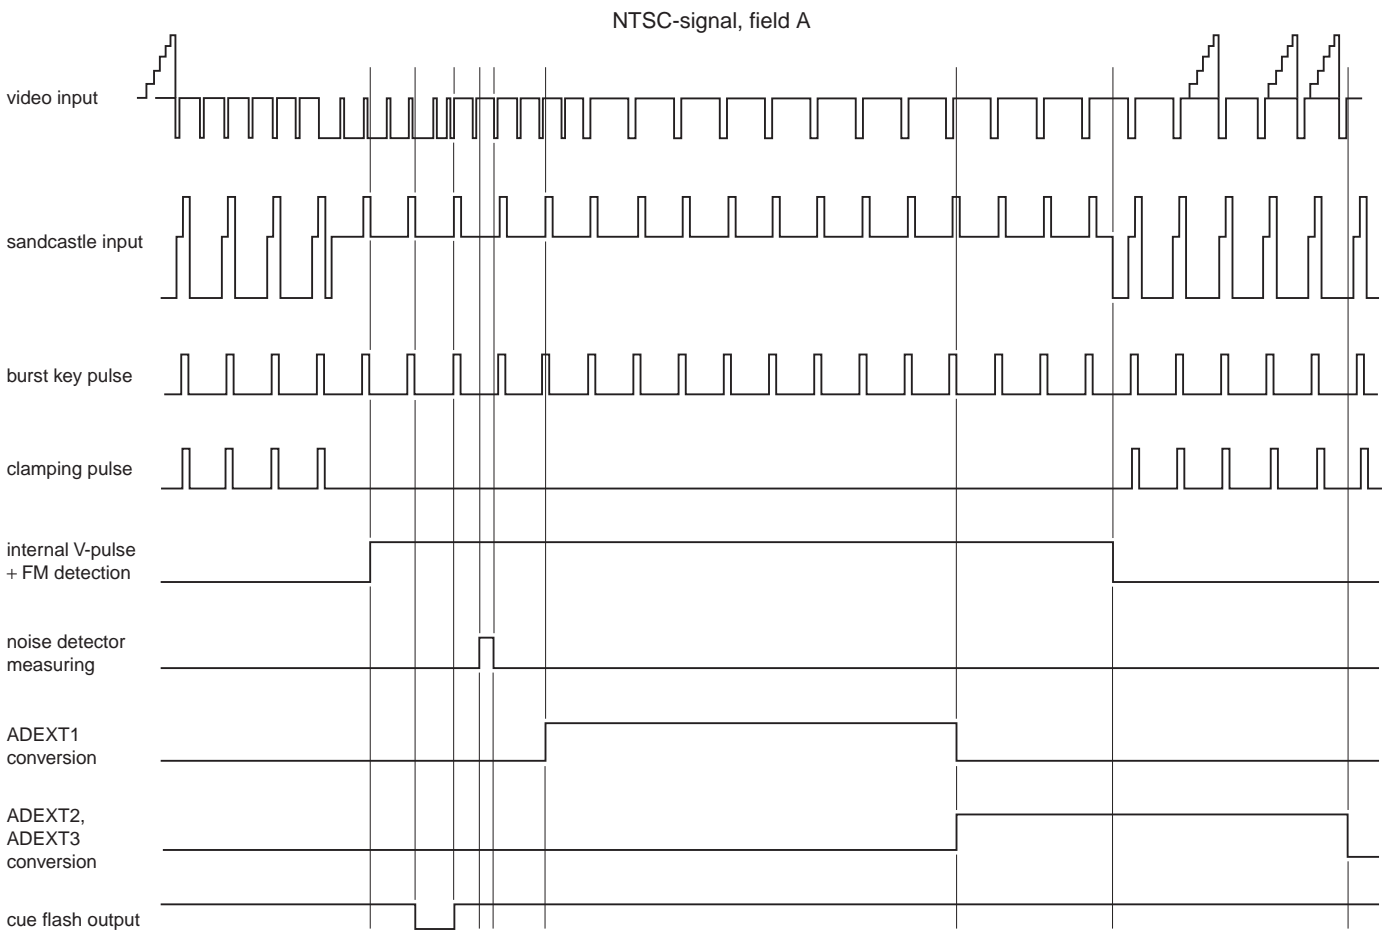 NTSC-signal, field A
video input
sandcastle input
burst key pulse
clamping pulse
internal V-pulse
+ FM detection
noise detector
measuring
ADEXT1
conversion
ADEXT2,
ADEXT3
conversion
cue flash output